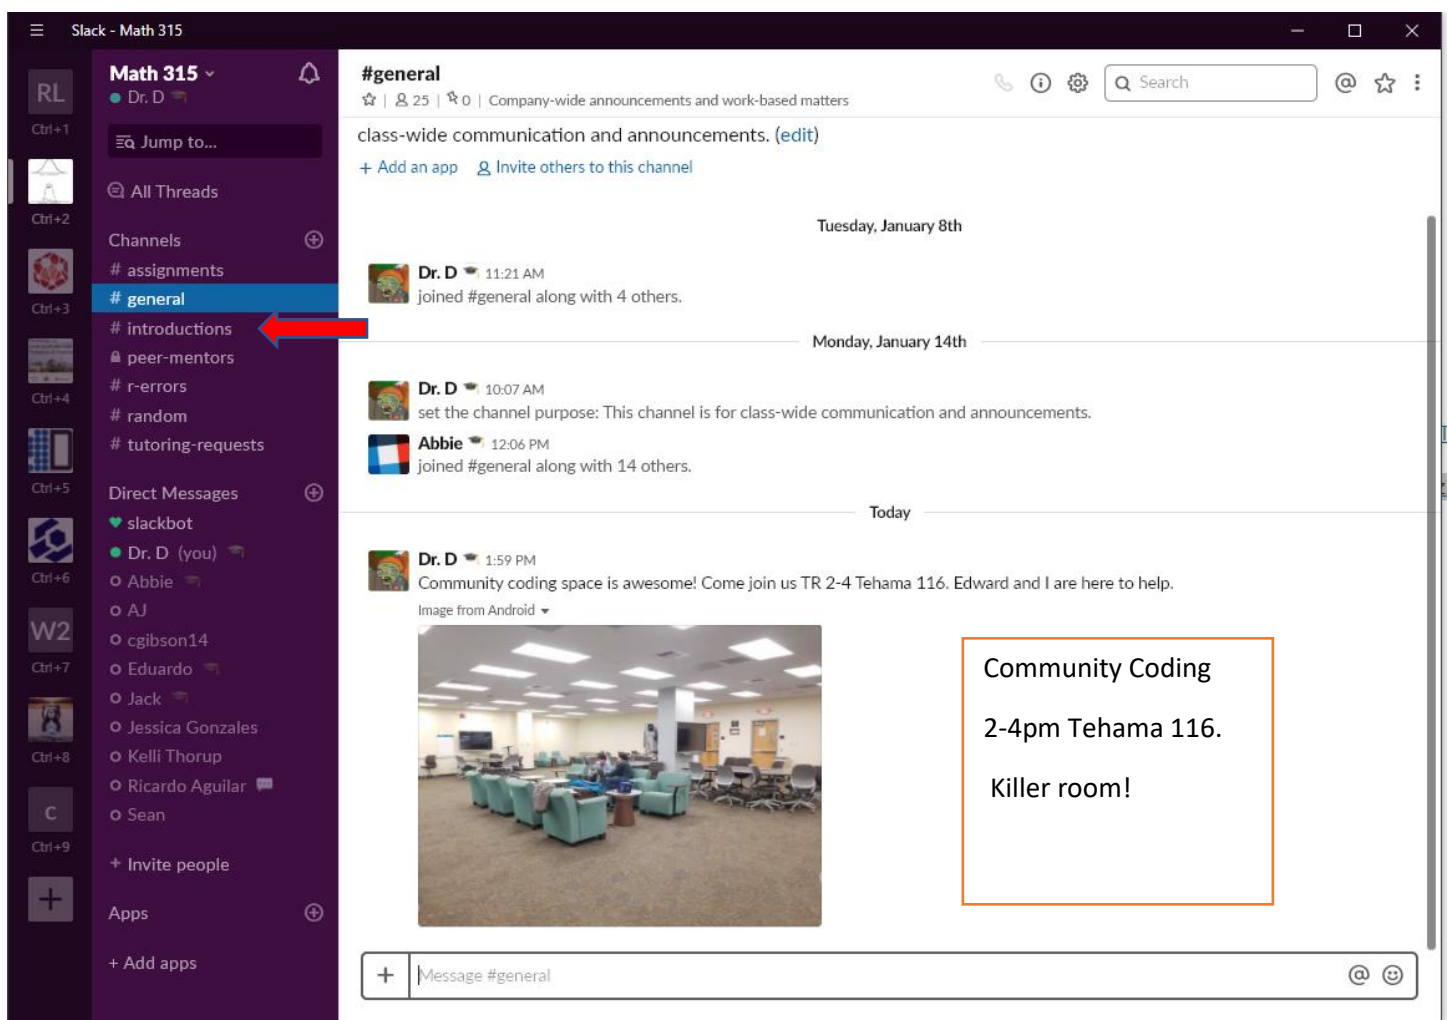 Slack - Math 315
RL
Ctrl+1
Ctrl+2
Ctrl+3
Ctrl+4
Ctrl+5
Ctrl+6
W2
Ctrl+7
Ctrl+8
C
Ctrl+9
Math 315
Dr. D
Jump to...
All Threads
Channels
# assignments
# general
# introductions
peer-mentors
# r-errors
# random
# tutoring-requests
Direct Messages
slackbot
Dr. D (you)
Abbie
AJ
cgibson14
Eduardo
Jack
Jessica Gonzales
Kelli Thorup
Ricardo Aguilar
Sean
+ Invite people
Apps
+ Add apps
#general
| 25 | 0 | Company-wide announcements and work-based matters
Search
class-wide communication and announcements. (edit)
+ Add an app Invite others to this channel
Tuesday, January 8th
Dr. D 11:21 AM
joined #general along with 4 others.
Monday, January 14th
Dr. D 10:07 AM
set the channel purpose: This channel is for class-wide communication and announcements.
Abbie 12:06 PM
joined #general along with 14 others.
Today
Dr. D 1:59 PM
Community coding space is awesome! Come join us TR 2-4 Tehama 116. Edward and I are here to help.
Image from Android
Community Coding
2-4pm Tehama 116.
Killer room!
Message #general